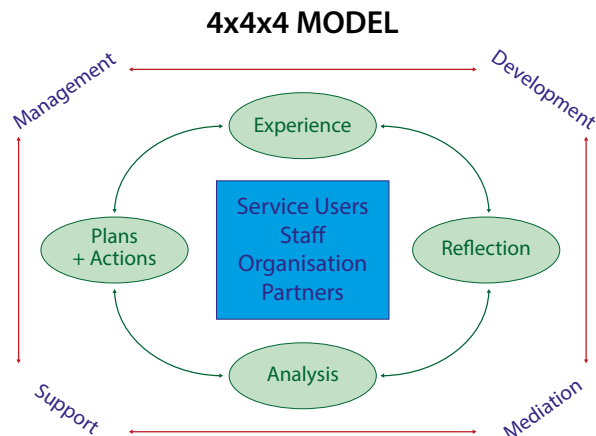 4x4x4 MODEL
Management
Development
Experience
Service Users
Staff
Organisation
Partners
Plans
+ Actions
Reflection
Analysis
Support
Mediation